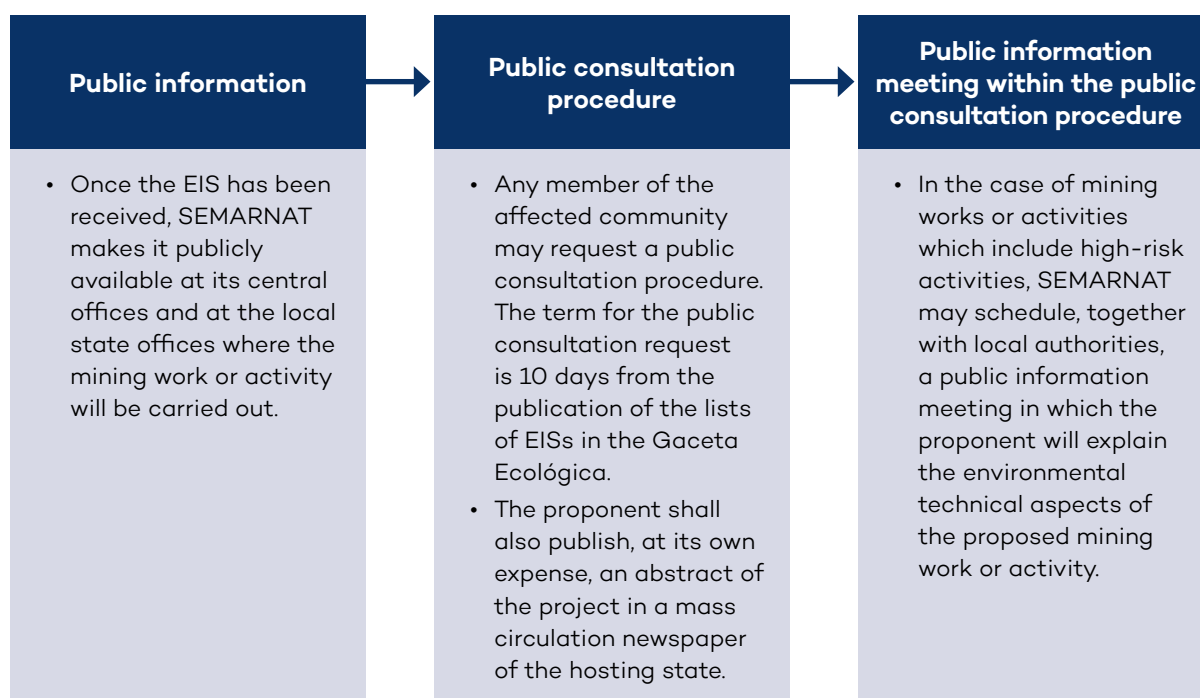 Public information
• Once the EIS has been
received, SEMARNAT
makes it publicly
available at its central
offices and at the local
state offices where the
mining work or activity
will be carried out.
Public consultation
procedure
• Any member of the
affected community
may request a public
consultation procedure.
The term for the public
consultation request
is 10 days from the
publication of the lists
of EISs in the Gaceta
Ecológica.
• The proponent shall
also publish, at its own
expense, an abstract of
the project in a mass
circulation newspaper
of the hosting state.
Public information
meeting within the public
consultation procedure
• In the case of mining
works or activities
which include high-risk
activities, SEMARNAT
may schedule, together
with local authorities,
a public information
meeting in which the
proponent will explain
the environmental
technical aspects of
the proposed mining
work or activity.